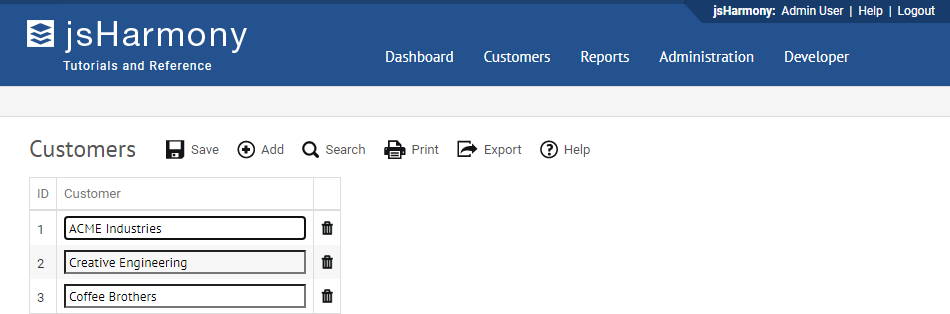 jsHarmony: Admin User | Help | Logout
jsHarmony
Tutorials and Reference
Dashboard Customers Reports Administration Developer
Customers Save Add Search Print Export Help
ID Customer
1 ACME Industries
2 Creative Engineering
3 Coffee Brothers